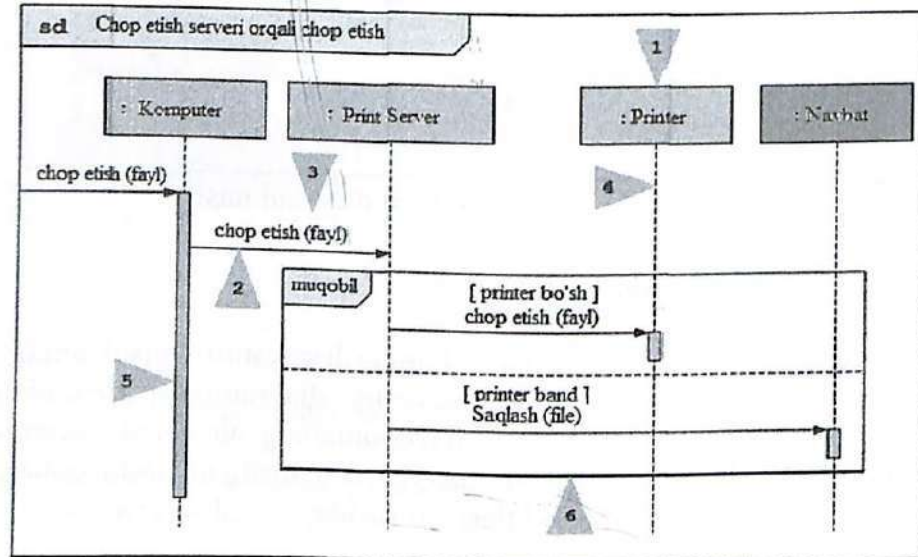 sd Chop etish serveri orqali chop etish
1
: Komputer : Print Server : Printer : Navbat
chop etish (fayl)
3
4
chop etish (fayl)
2
muqobil
[ printer bo'sh ]
chop etish (fayl)
5
[ printer band ]
Saqlash (file)
6